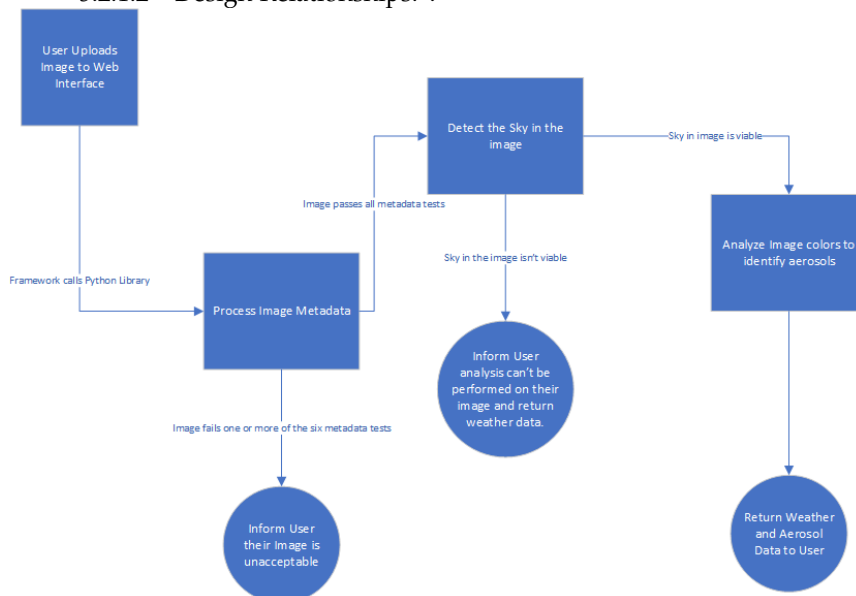 Design Relationships.
User Uploads
Image to Web
Interface
Detect the Sky in the
image
Sky in image is viable
Image passes all metadata tests
Analyze Image colors to
identify aerosols
Sky in the image isn't viable
Framework calls Python Library
Process Image Metadata
Inform User
analysis can't be
performed on their
image and return
weather data.
Image fails one or more of the six metadata tests
Return Weather
and Aerosol
Data to User
Inform User
their Image is
unacceptable